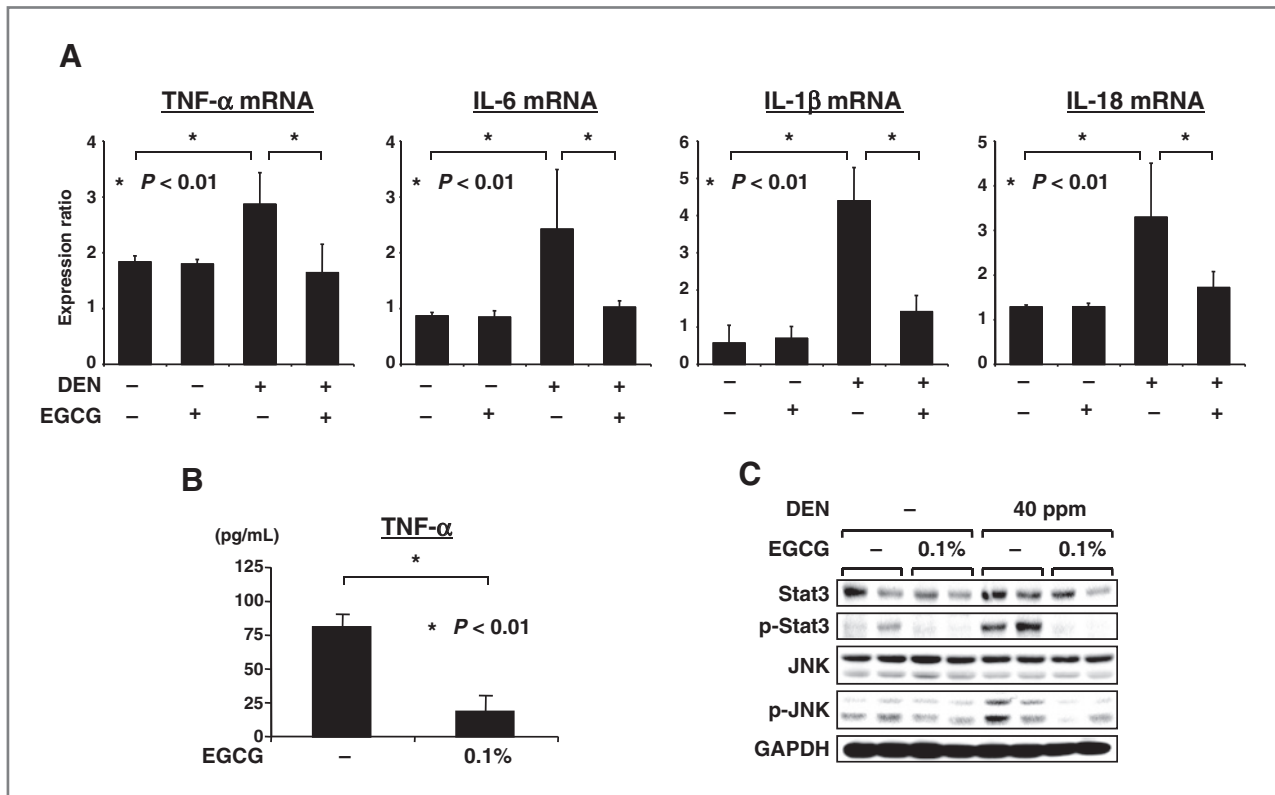 A
TNF-α mRNA IL-6 mRNA IL-1β mRNA IL-18 mRNA
Expression ratio
4 * * 4 * * 6 * * 5 * *
* P < 0.01 * P < 0.01 * P < 0.01 * P < 0.01
3 3 5 4
2 2 4 3
1 1 3 2
0 0 2 1
1 0
0
DEN – – + + – – + + – – + + – – + +
EGCG – + – + – + – + – + – + – + – +
B
(pg/mL) TNF-α
125 *
100
75 * P < 0.01
50
25
0
EGCG – 0.1%
C
DEN – 40 ppm
EGCG – 0.1% – 0.1%
Stat3
p-Stat3
JNK
p-JNK
GAPDH